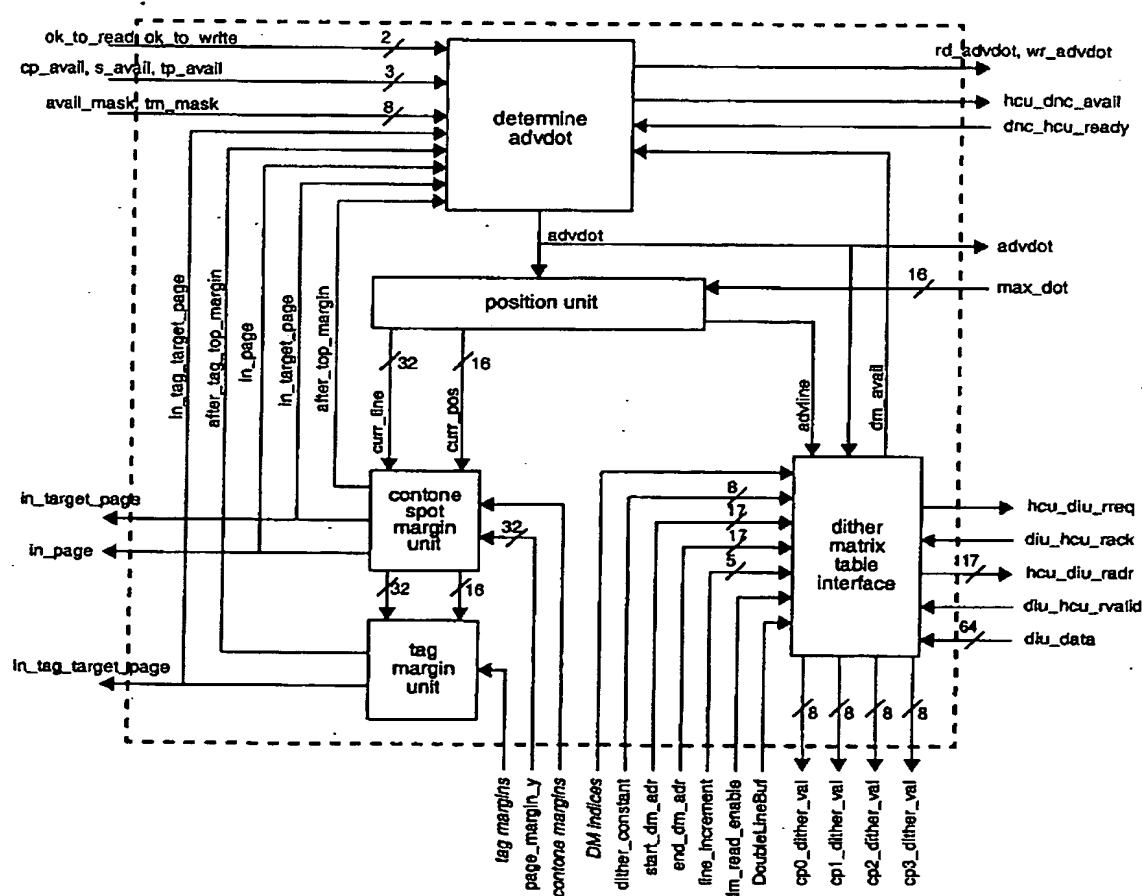 ok_to_read, ok_to_write
2
cp_avail, s_avail, tp_avail
3
avail_mask, tm_mask
8
determine
advdot
rd_advdot, wr_advdot
hcu_dnc_avail
dnc_hcu_ready
advdot
advdot
16
max_dot
position unit
in_tag_target_page
after_tag_top_margin
in_page
in_target_page
after_top_margin
32
16
curr_line
curr_pos
advline
dm_avail
in_target_page
in_page
contone
spot
margin
unit
32
32
16
tag
margin
unit
in_tag_target_page
8
17
17
5
dither
matrix
table
interface
hcu_diu_rreq
diu_hcu_rack
17
hcu_diu_radr
diu_hcu_rvalid
64
diu_data
8
8
8
8
tag margins
page_margin_y
contone margins
DM indices
dither_constant
start_dm_adr
end_dm_adr
line_increment
dm_read_enable
DoubleLineBuf
cp0_dither_val
cp1_dither_val
cp2_dither_val
cp3_dither_val